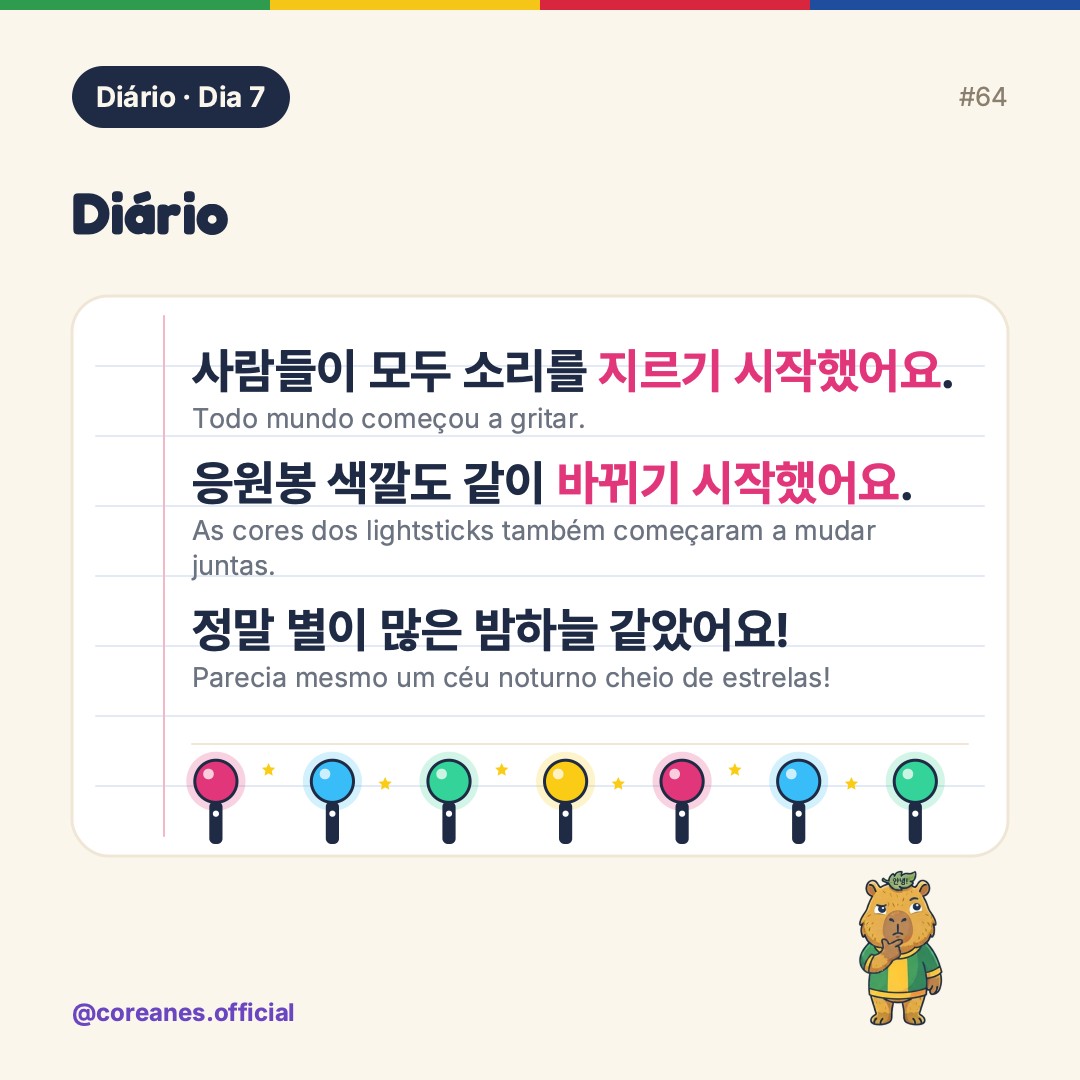 Diário · Dia 7
#64
Diário
사람들이 모두 소리를 지르기 시작했어요.
Todo mundo começou a gritar.
응원봉 색깔도 같이 바뀌기 시작했어요.
As cores dos lightsticks também começaram a mudar
juntas.
정말 별이 많은 밤하늘 같았어요!
Parecia mesmo um céu noturno cheio de estrelas!
안녕!
@coreanes.official